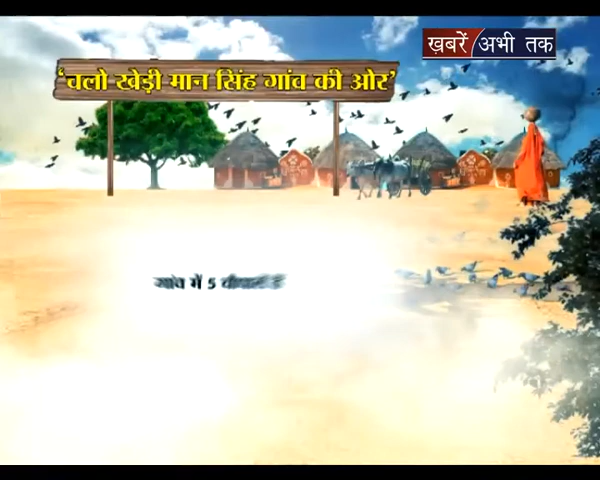 ख़बरें अभी तक
‘चलो खेड़ी मान सिंह गांव की ओर’
गांव में 5